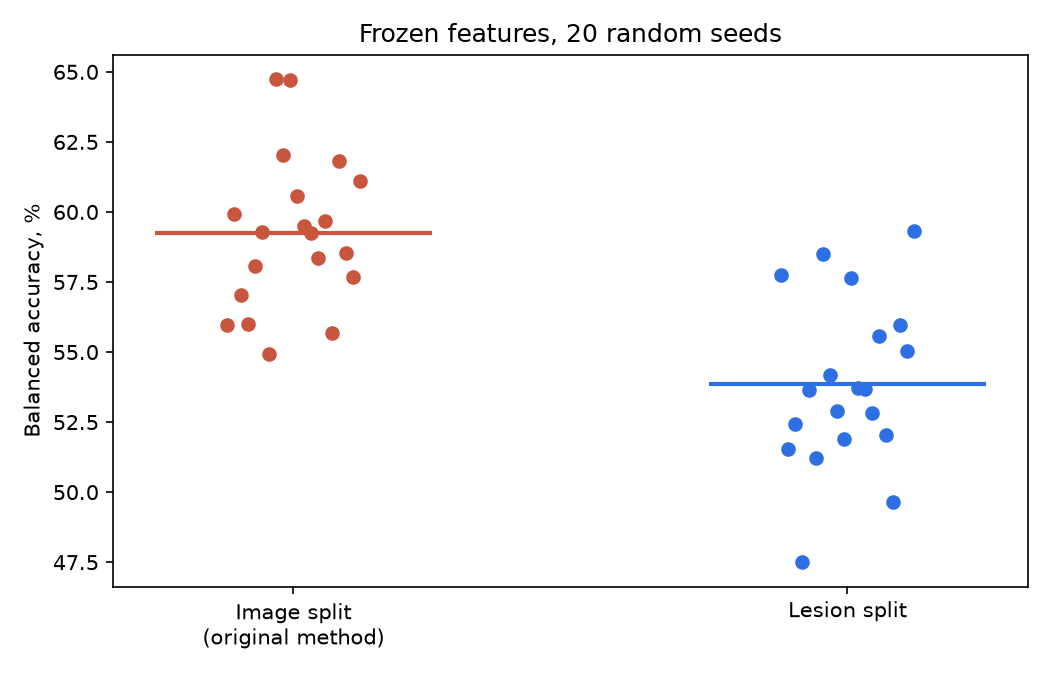 Frozen features, 20 random seeds
Balanced accuracy, %
65.0
62.5
60.0
57.5
55.0
52.5
50.0
47.5
Image split
(original method)
Lesion split